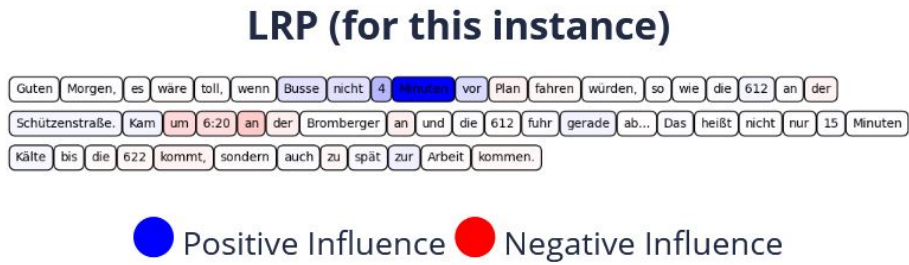 LRP (for this instance)
Guten Morgen, es wäre toll, wenn Busse nicht 4 Minuten vor Plan fahren würden, so wie die 612 an der
Schützenstraße. Kam um 6:20 an der Bromberger an und die 612 fuhr gerade ab... Das heißt nicht nur 15 Minuten
Kälte bis die 622 kommt, sondern auch zu spät zur Arbeit kommen.
Positive Influence Negative Influence